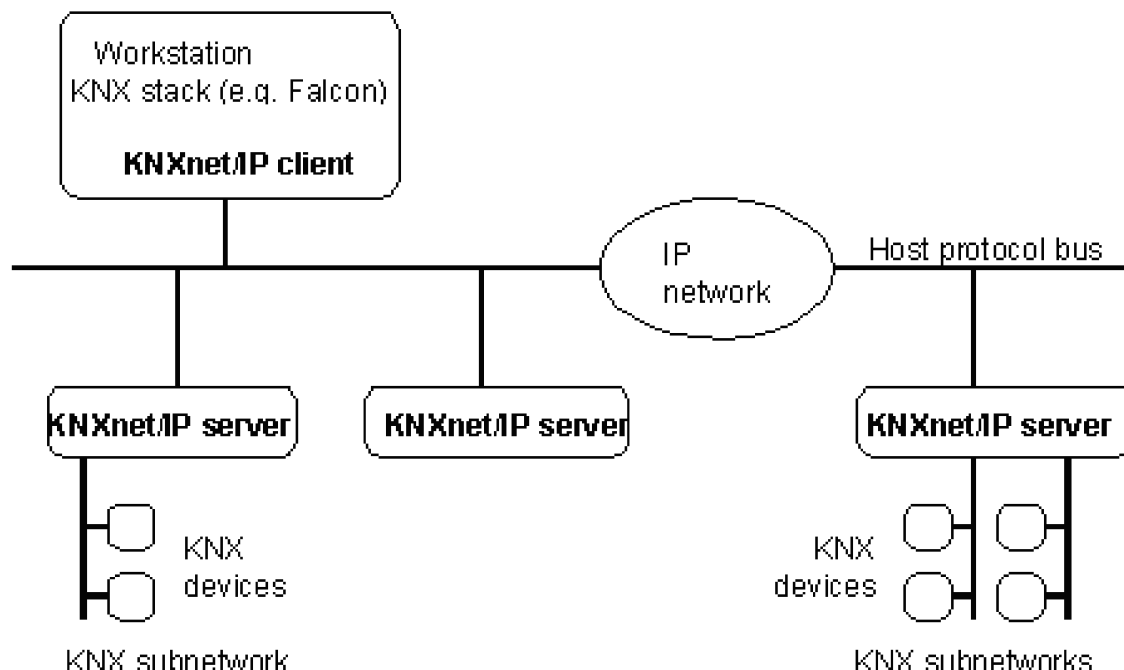 Workstation
KNX stack (e.g. Falcon)
KNXnet/IP client
IP
network
Host protocol bus
KNXnet/IP server
KNXnet/IP server
KNXnet/IP server
KNX
devices
KNX
devices
KNX subnetwork
KNX subnetworks